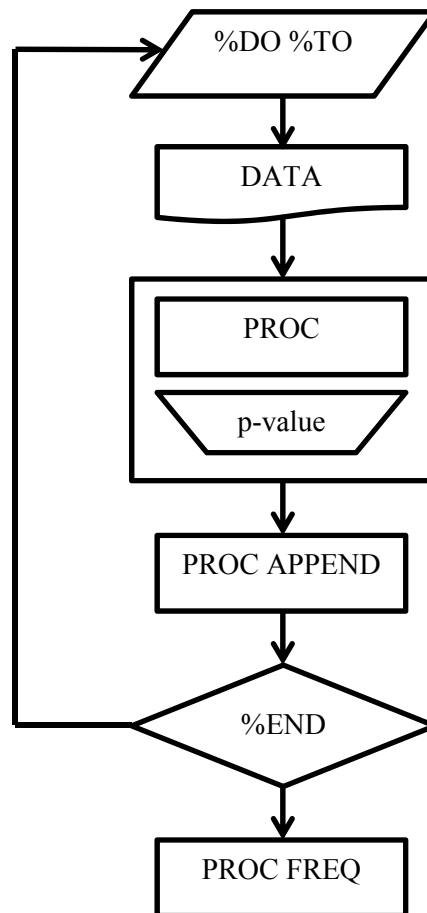 %DO %TO
DATA
PROC
p-value
PROC APPEND
%END
PROC FREQ